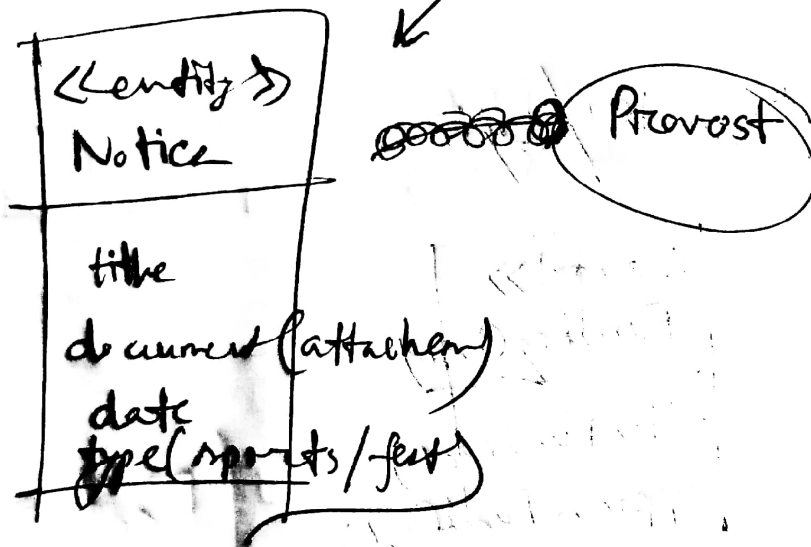 <<entity>>
Notice
Provost
title
document (attachem)
date
type (sports/fest)